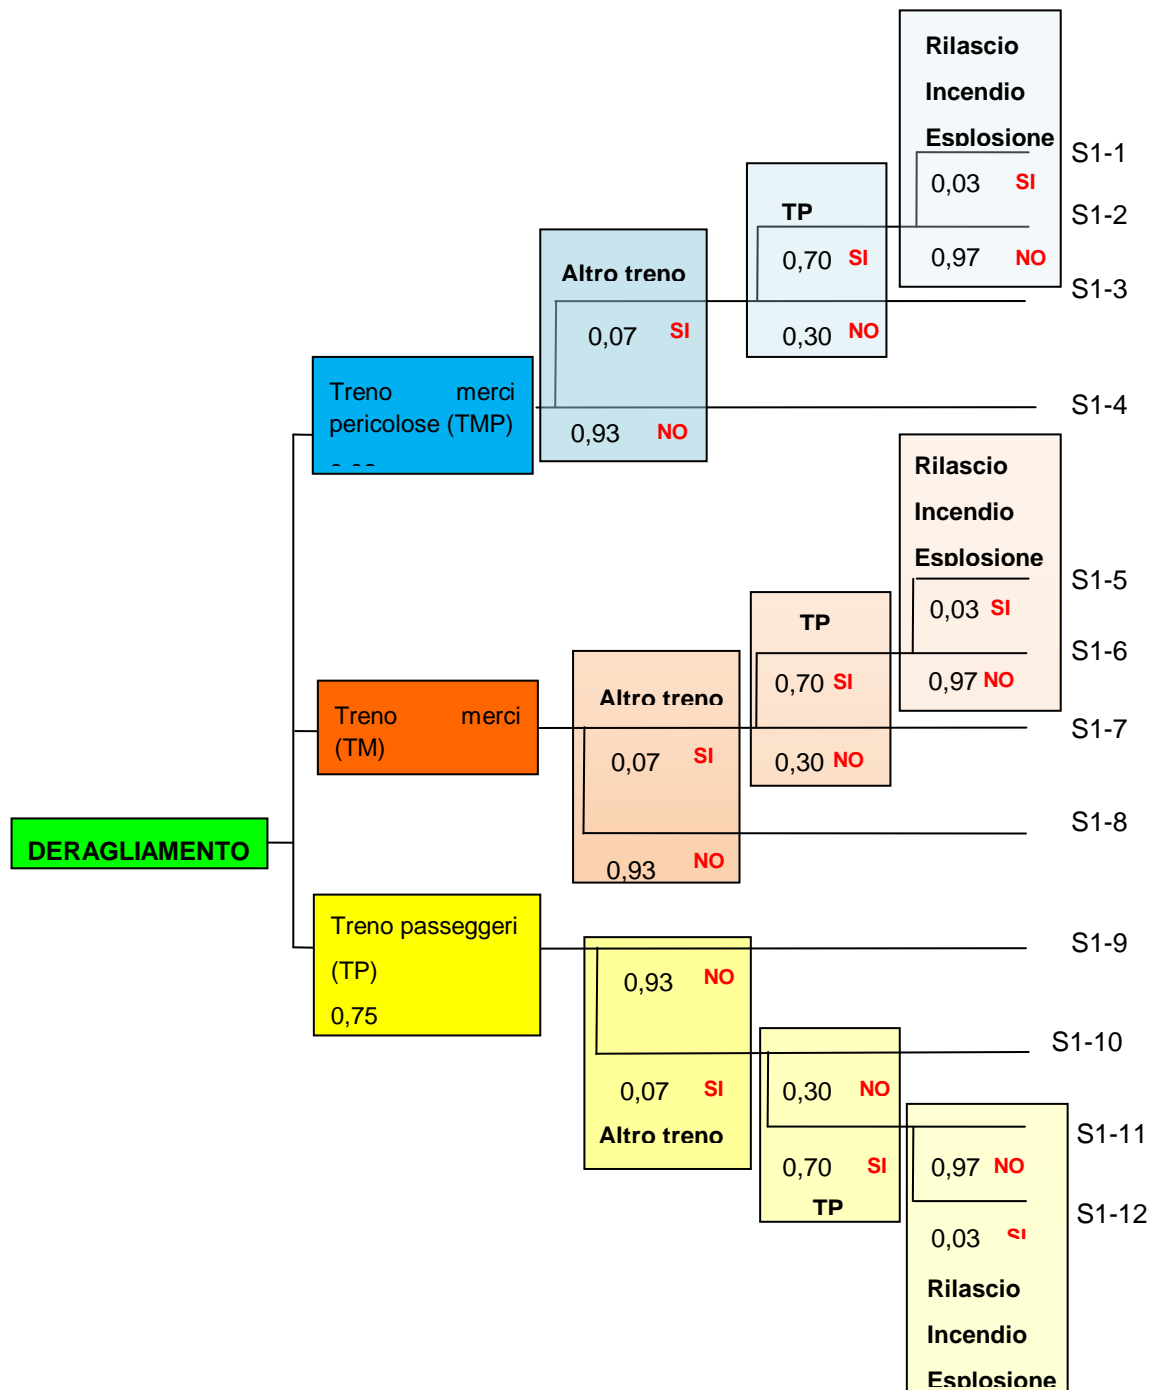 Rilascio
Incendio
Esplosione
S1-1
0,03 SI
S1-2
0,97 NO
S1-3
TP
0,70 SI
0,30 NO
Altro treno
0,07 SI
0,93 NO
S1-4
Treno merci
pericolose (TMP)
Rilascio
Incendio
Esplosione
S1-5
0,03 SI
S1-6
0,97 NO
S1-7
TP
0,70 SI
0,30 NO
Altro treno
0,07 SI
0,93 NO
S1-8
Treno merci
(TM)
DERAGLIAMENTO
Treno passeggeri
(TP)
0,75
S1-9
0,93 NO
0,07 SI
Altro treno
S1-10
0,30 NO
0,70 SI
TP
S1-11
0,97 NO
S1-12
0,03 SI
Rilascio
Incendio
Esplosione